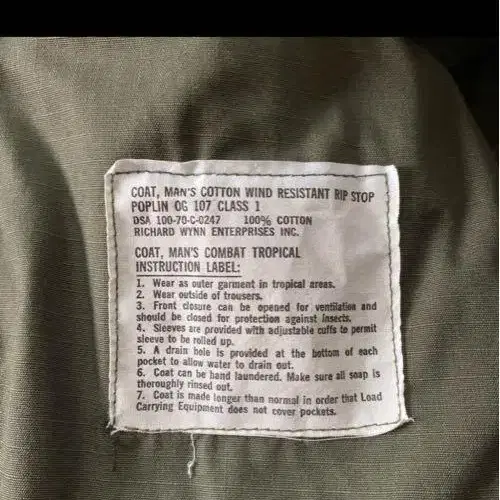 COAT, MAN'S COTTON WIND RESISTANT RIP STOP
POPLIN OG 107 CLASS 1
DSA 100-70-C-0247 100% COTTON
RICHARD WYNN ENTERPRISES INC.
COAT, MAN'S COMBAT TROPICAL
INSTRUCTION LABEL:
1. Wear as outer garment in tropical areas.
2. Wear outside of trousers.
3. Front closure can be opened for ventilation and
should be closed for protection against insects.
4. Sleeves are provided with adjustable cuffs to permit
sleeve to be rolled up.
5. A drain hole is provided at the bottom of each
pocket to allow water to drain out.
6. Coat can be hand laundered. Make sure all soap is
thoroughly rinsed out.
7. Coat is made longer than normal in order that Load
Carrying Equipment does not cover pockets.